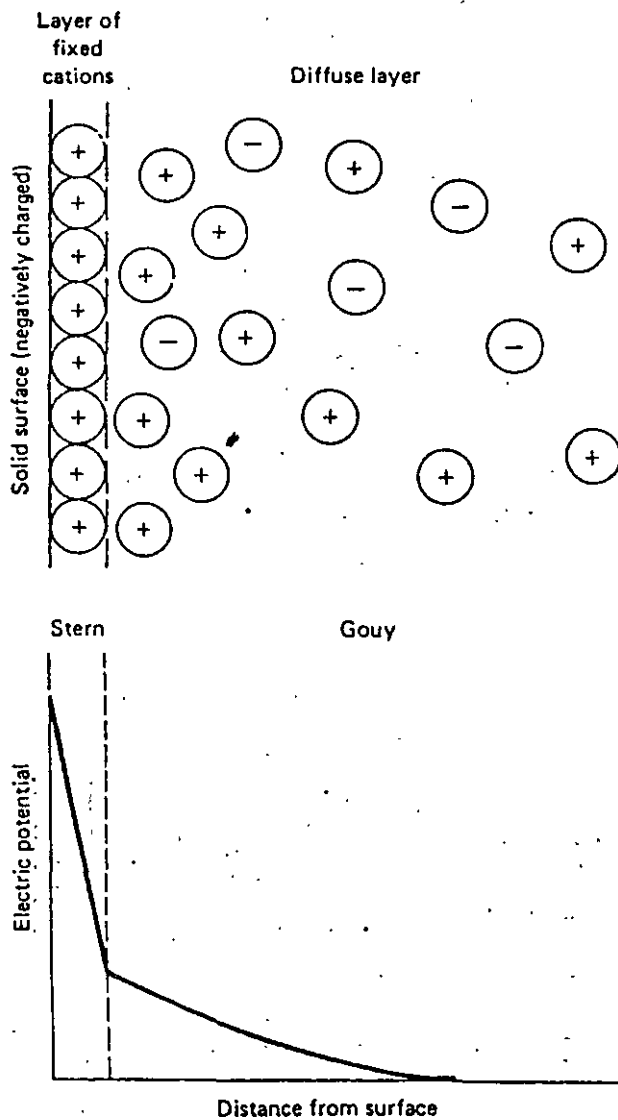 Layer of
fixed
cations
Diffuse layer
Solid surface (negatively charged)
+ − + −
+
+ +
+ +
+ −
+
+ − + −
+
+ + +
+ + + +
+ +
Stern
Gouy
Electric potential
Distance from surface